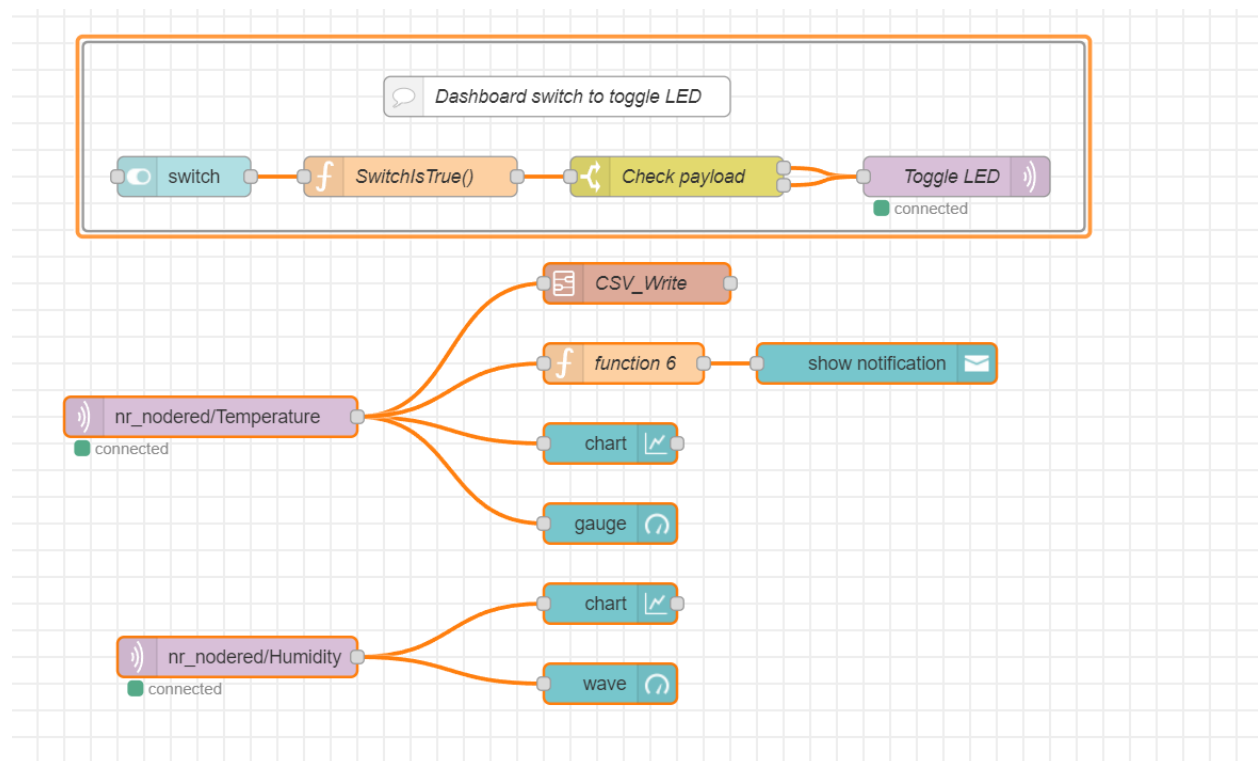 Dashboard switch to toggle LED
switch
SwitchIsTrue()
Check payload
Toggle LED
connected
CSV_Write
function 6
show notification
nr_nodered/Temperature
connected
chart
gauge
chart
nr_nodered/Humidity
connected
wave